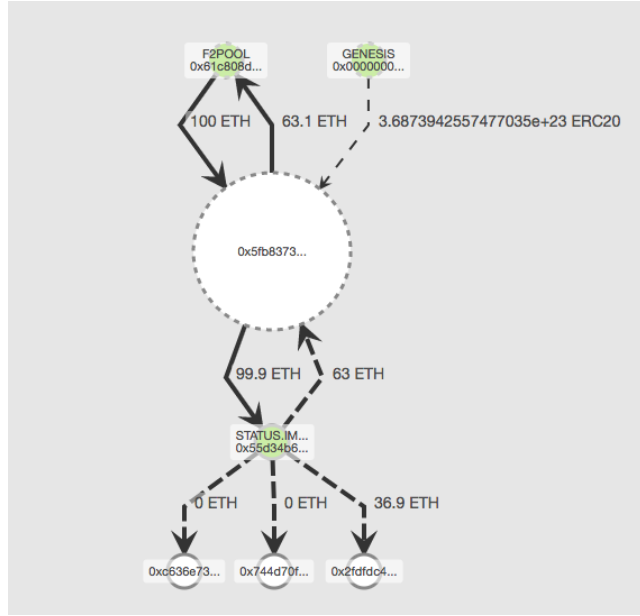 F2POOL
0x61c808d...
GENESIS
0x0000000...
100 ETH
63.1 ETH
3.6873942557477035e+23 ERC20
0x5fb8373...
99.9 ETH
63 ETH
STATUS.IM...
0x55d34b6...
0 ETH
0 ETH
36.9 ETH
0xc636e73...
0x744d70f...
0x2fdfdc4...